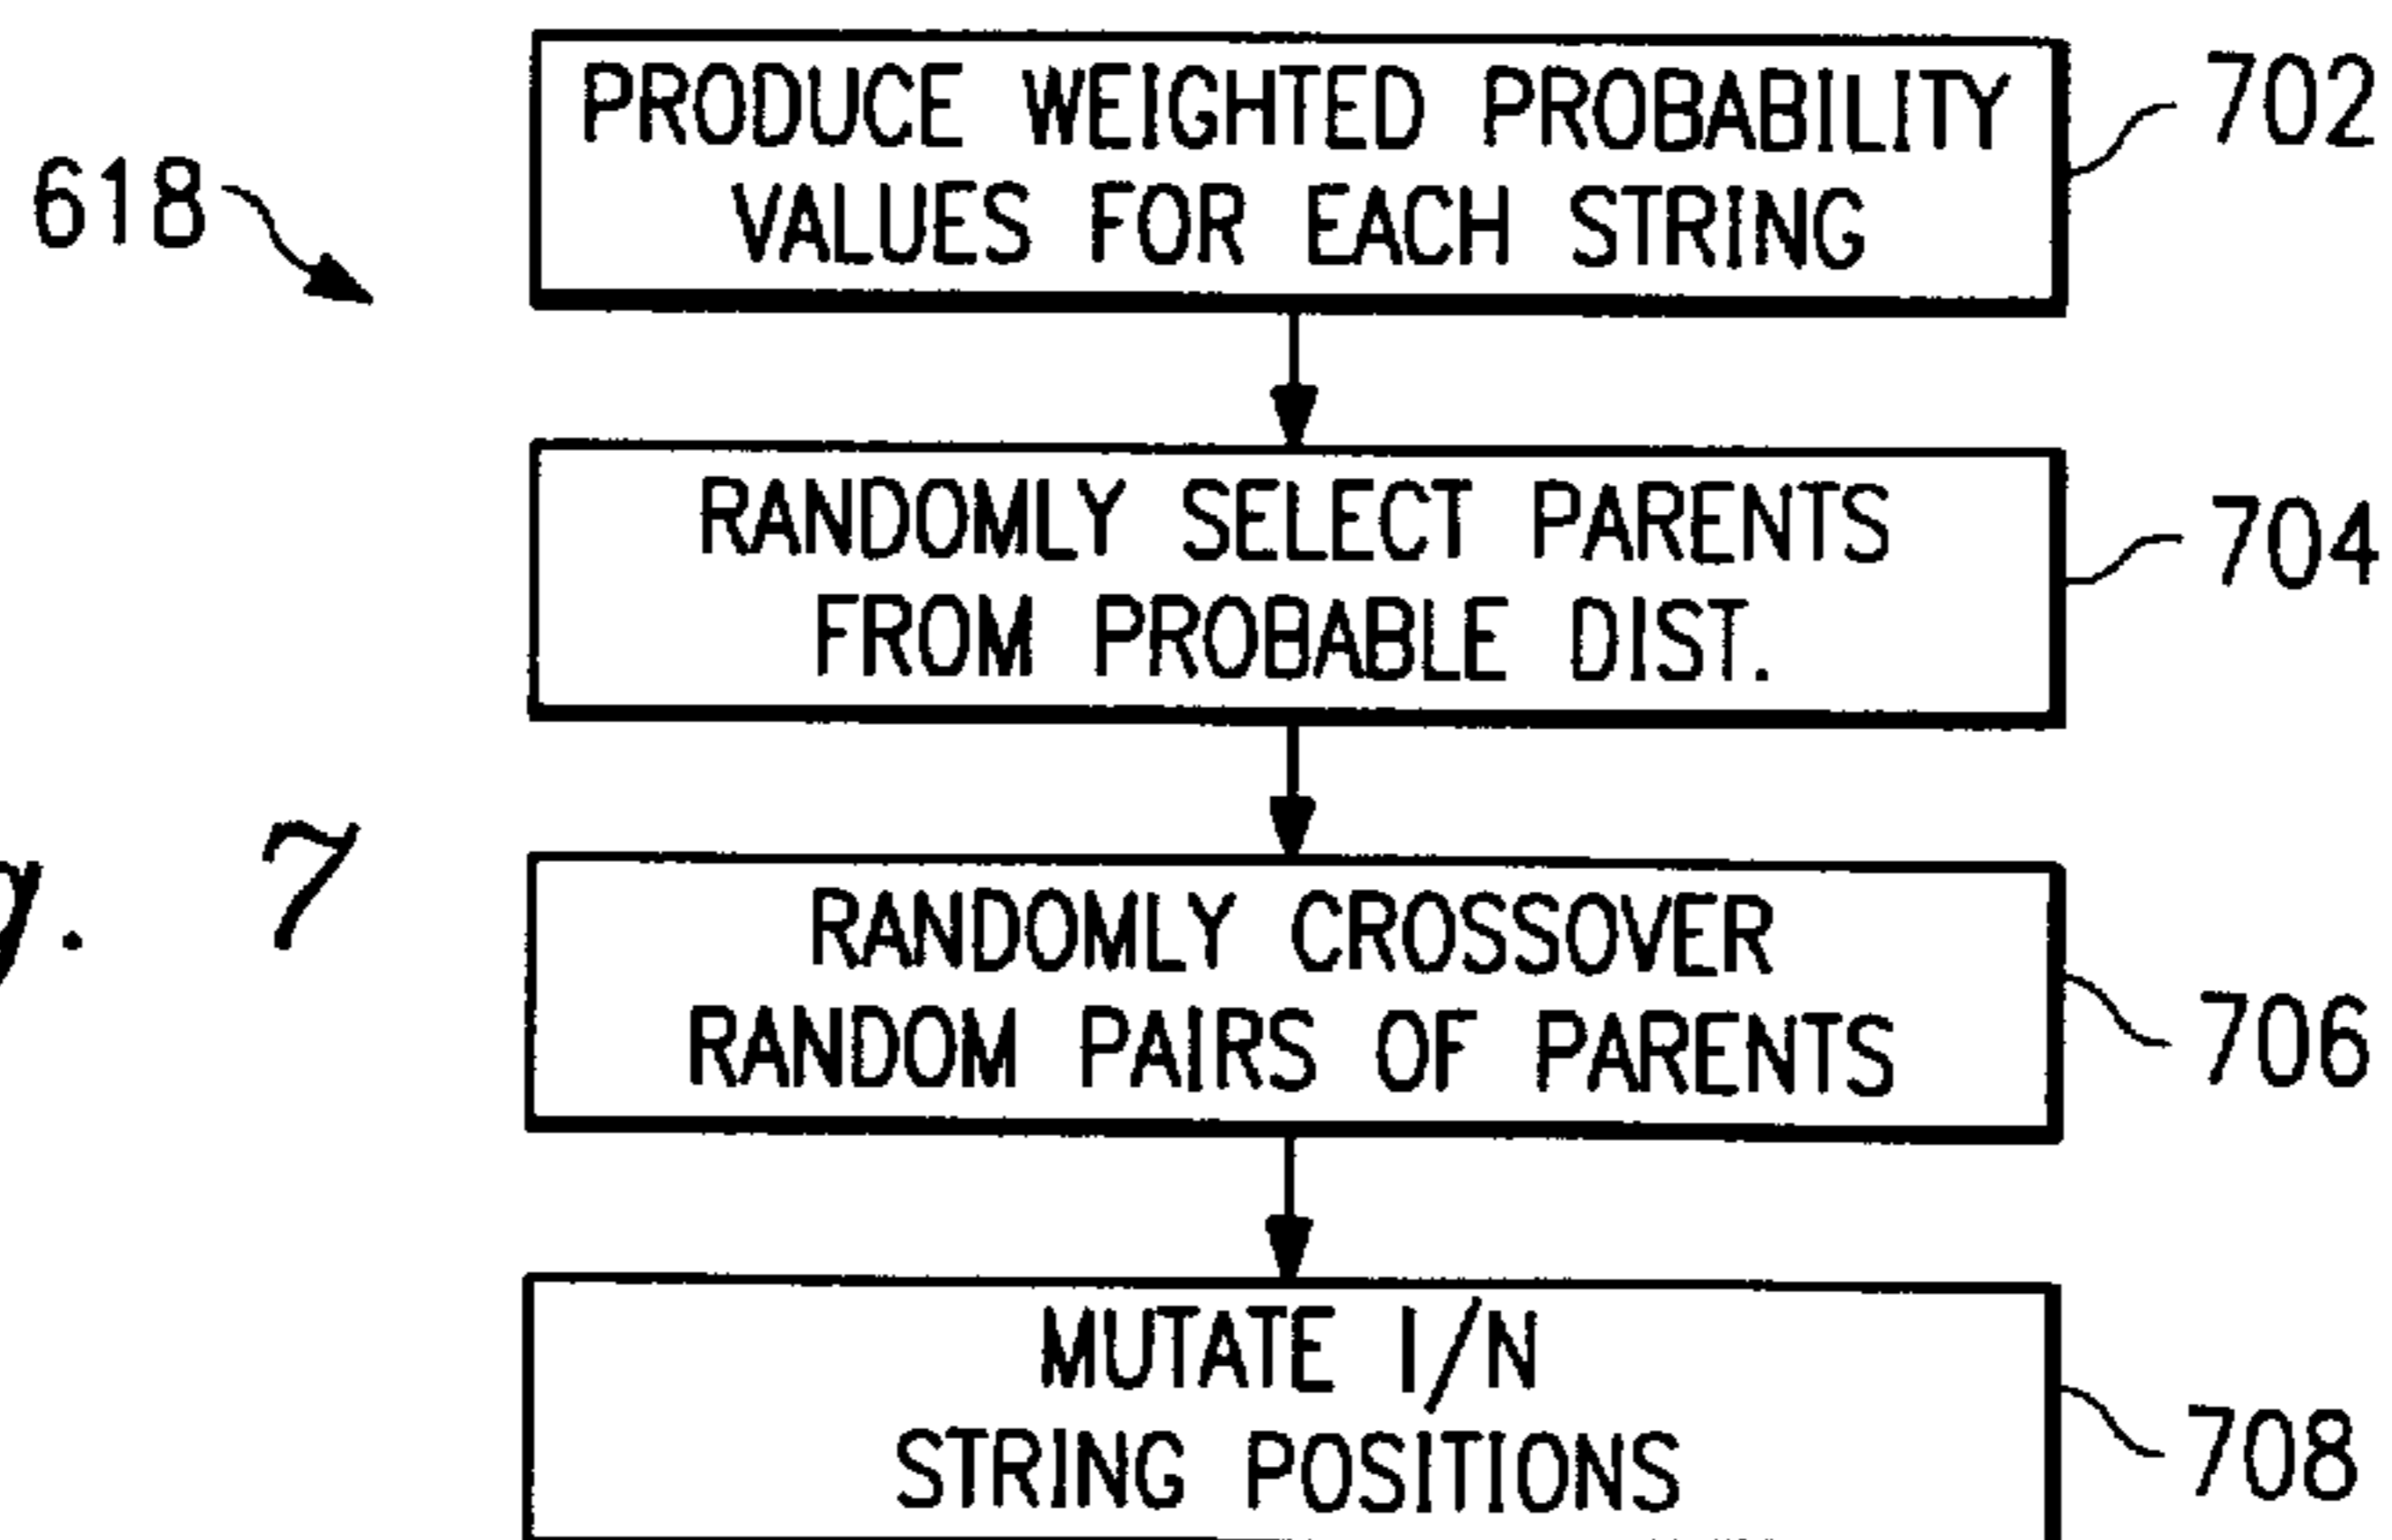 PRODUCE WEIGHTED PROBABILITY
VALUES FOR EACH STRING
702
618
RANDOMLY SELECT PARENTS
FROM PROBABLE DIST.
704
7
RANDOMLY CROSSOVER
RANDOM PAIRS OF PARENTS
706
MUTATE I/N
STRING POSITIONS
708